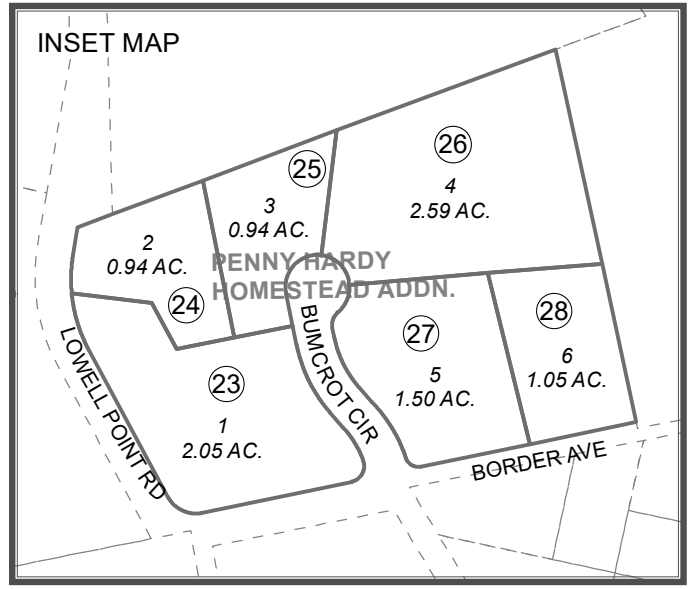 INSET MAP
26
25
4
2.59 AC.
3
0.94 AC.
2
0.94 AC.
PENNY HARDY
HOMESTEAD ADDN.
24
28
27
BUMCROT CIR
LOWELL POINT RD
6
1.05 AC.
5
1.50 AC.
23
1
2.05 AC.
BORDER AVE